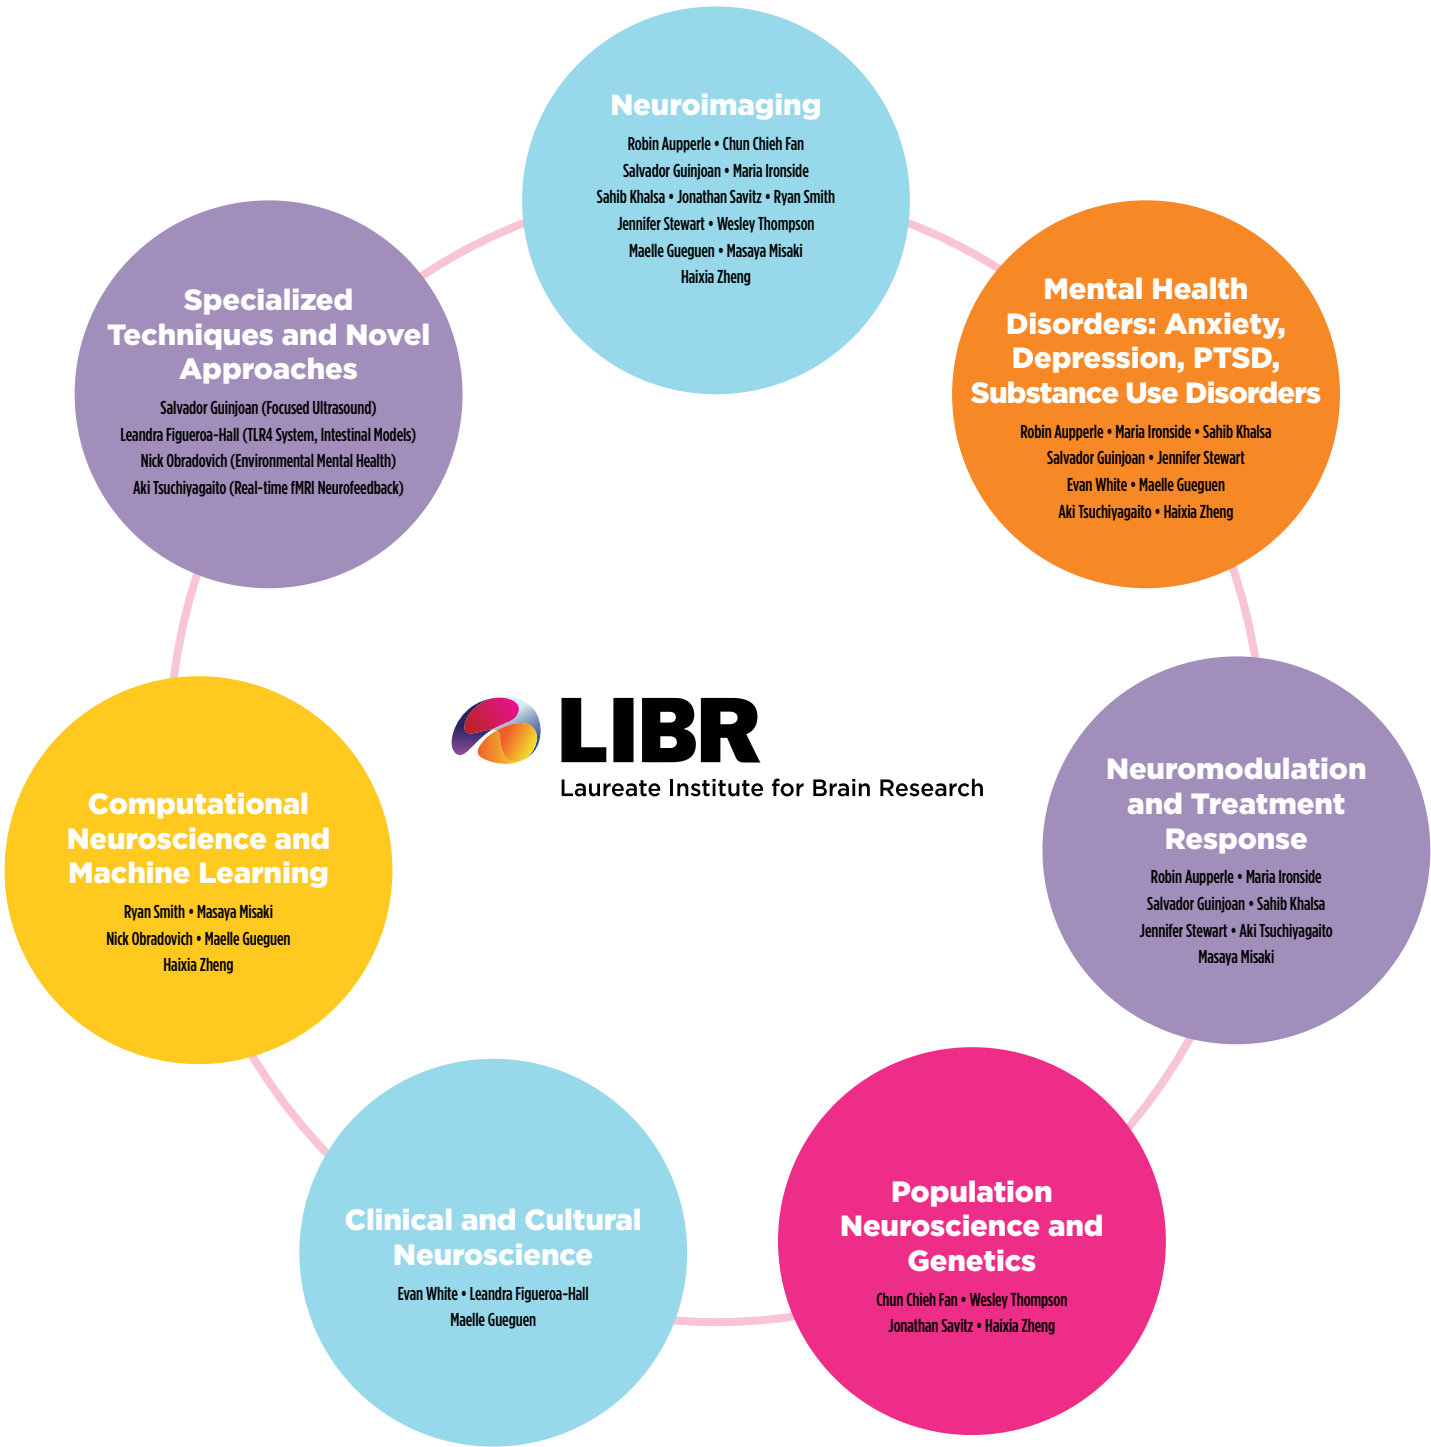 Neuroimaging
Robin Aupperle • Chun Chieh Fan
Salvador Guinjoan • Maria Ironside
Sahib Khalsa • Jonathan Savitz • Ryan Smith
Jennifer Stewart • Wesley Thompson
Maelle Gueguen • Masaya Misaki
Haixia Zheng
Mental Health
Disorders: Anxiety,
Depression, PTSD,
Substance Use Disorders
Robin Aupperle • Maria Ironside • Sahib Khalsa
Salvador Guinjoan • Jennifer Stewart
Evan White • Maelle Gueguen
Aki Tsuchiyagaito • Haixia Zheng
Neuromodulation
and Treatment
Response
Robin Aupperle • Maria Ironside
Salvador Guinjoan • Sahib Khalsa
Jennifer Stewart • Aki Tsuchiyagaito
Masaya Misaki
Population
Neuroscience and
Genetics
Chun Chieh Fan • Wesley Thompson
Jonathan Savitz • Haixia Zheng
Clinical and Cultural
Neuroscience
Evan White • Leandra Figueroa-Hall
Maelle Gueguen
Computational
Neuroscience and
Machine Learning
Ryan Smith • Masaya Misaki
Nick Obradovich • Maelle Gueguen
Haixia Zheng
Specialized
Techniques and Novel
Approaches
Salvador Guinjoan (Focused Ultrasound)
Leandra Figueroa-Hall (TLR4 System, Intestinal Models)
Nick Obradovich (Environmental Mental Health)
Aki Tsuchiyagaito (Real-time fMRI Neurofeedback)
LIBR
Laureate Institute for Brain Research